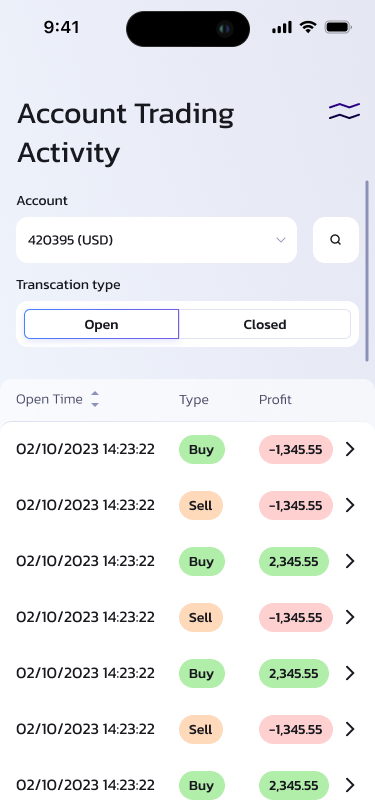 9:41
Account Trading
Activity
Account
420395 (USD)
Transcation type
Open Closed
Open Time Type Profit
02/10/2023 14:23:22 Buy -1,345.55
02/10/2023 14:23:22 Sell -1,345.55
02/10/2023 14:23:22 Buy 2,345.55
02/10/2023 14:23:22 Sell -1,345.55
02/10/2023 14:23:22 Buy 2,345.55
02/10/2023 14:23:22 Sell -1,345.55
02/10/2023 14:23:22 Buy 2,345.55